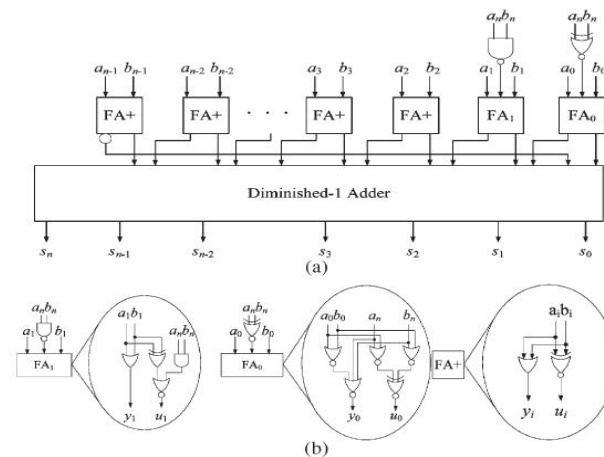 aₙbₙ aₙbₙ
aₙ₋₁ bₙ₋₁ aₙ₋₂ bₙ₋₂ a₃ b₃ a₂ b₂ a₁ b₁ a₀ b₀
FA+ FA+ · · · FA+ FA+ FA₁ FA₀
Diminished-1 Adder
sₙ sₙ₋₁ sₙ₋₂ s₃ s₂ s₁ s₀
(a)
aₙbₙ a₁b₁ aₙbₙ aₙbₙ a₀b₀ aₙ bₙ aᵢbᵢ
a₁ b₁ a₀ b₀
FA₁ FA₀ FA+
y₁ u₁ y₀ u₀ yᵢ uᵢ
(b)